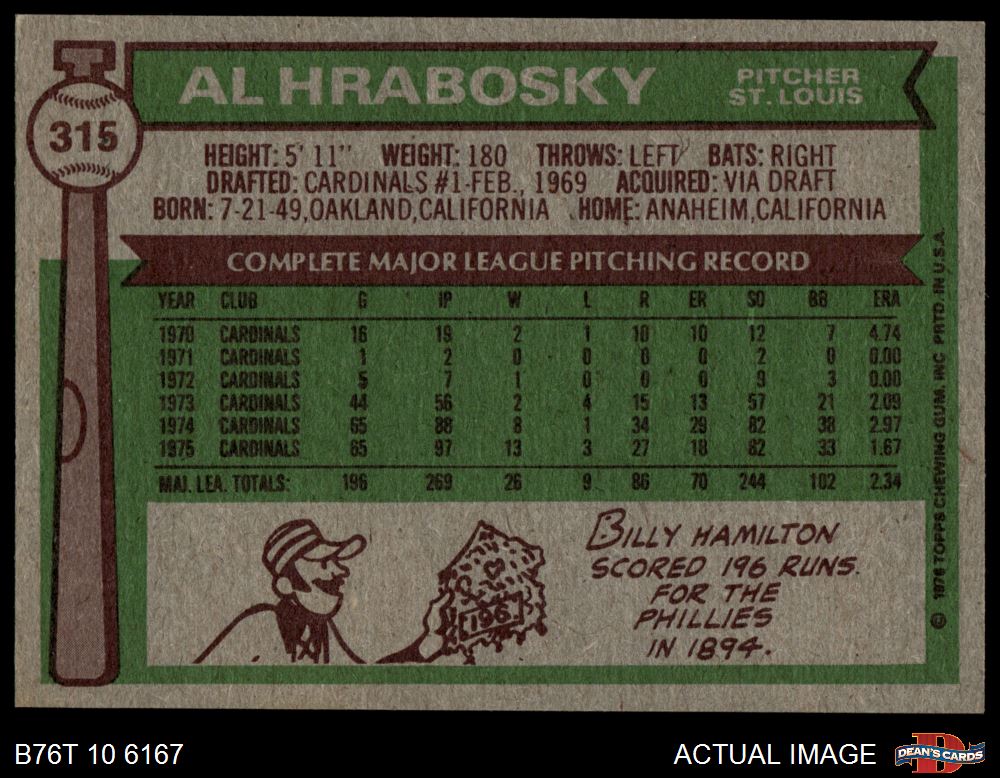 T
AL HRABOSKY
PITCHER
ST. LOUIS
315
HEIGHT: 5' 11" WEIGHT: 180 THROWS: LEFT BATS: RIGHT
DRAFTED: CARDINALS #1-FEB., 1969 ACQUIRED: VIA DRAFT
BORN: 7-21-49, OAKLAND, CALIFORNIA HOME: ANAHEIM, CALIFORNIA
COMPLETE MAJOR LEAGUE PITCHING RECORD
YEAR CLUB G IP W L R ER SO BB ERA
1970 CARDINALS 16 19 2 1 10 10 12 7 4.74
1971 CARDINALS 1 2 0 0 0 0 2 0 0.00
1972 CARDINALS 5 7 1 0 0 0 9 3 0.00
1973 CARDINALS 44 56 2 4 15 13 57 21 2.09
1974 CARDINALS 65 88 8 1 34 29 82 38 2.97
1975 CARDINALS 65 97 13 3 27 18 82 33 1.67
MAJ. LEA. TOTALS: 196 269 26 9 86 70 244 102 2.34
196
BILLY HAMILTON
SCORED 196 RUNS
FOR THE
PHILLIES
IN 1894.
© 1976 TOPPS CHEWING GUM, INC. PRTD. IN U.S.A.
B76T 10 6167
ACTUAL IMAGE
D
DEAN'S CARDS